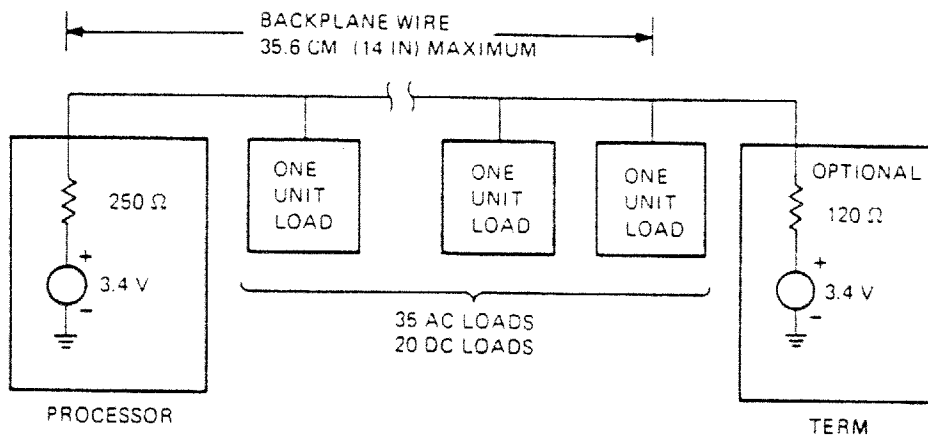 BACKPLANE WIRE
35.6 CM (14 IN) MAXIMUM
250 Ω
+
3.4 V
−
PROCESSOR
ONE
UNIT
LOAD
ONE
UNIT
LOAD
ONE
UNIT
LOAD
35 AC LOADS
20 DC LOADS
OPTIONAL
120 Ω
+
3.4 V
−
TERM